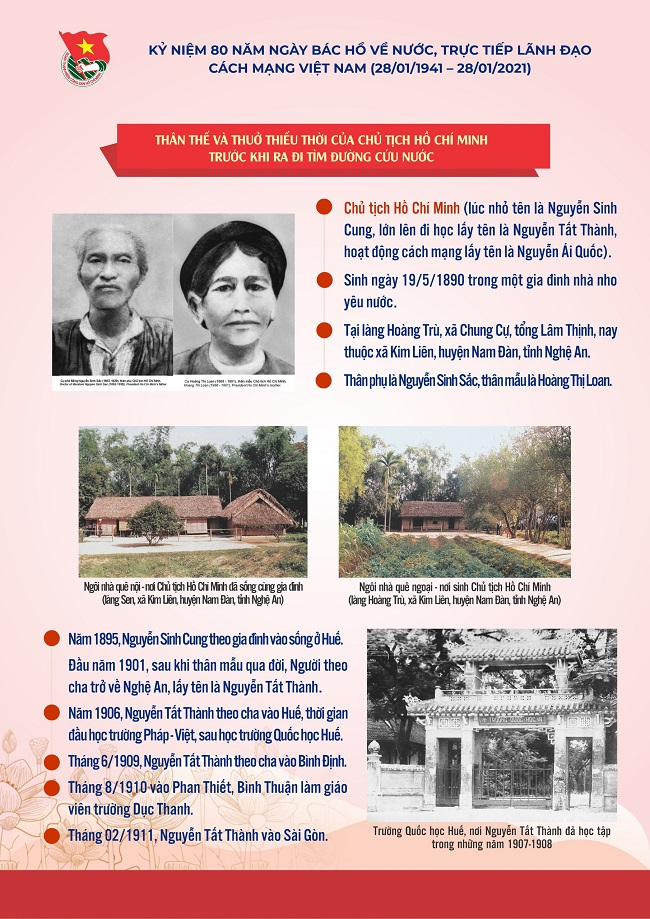 KỶ NIỆM 80 NĂM NGÀY BÁC HỒ VỀ NƯỚC, TRỰC TIẾP LÃNH ĐẠO
CÁCH MẠNG VIỆT NAM (28/01/1941 – 28/01/2021)
THÂN THẾ VÀ THUỞ THIẾU THỜI CỦA CHỦ TỊCH HỒ CHÍ MINH
TRƯỚC KHI RA ĐI TÌM ĐƯỜNG CỨU NƯỚC
Chủ tịch Hồ Chí Minh (lúc nhỏ tên là Nguyễn Sinh
Cung, lớn lên đi học lấy tên là Nguyễn Tất Thành,
hoạt động cách mạng lấy tên là Nguyễn Ái Quốc).
Sinh ngày 19/5/1890 trong một gia đình nhà nho
yêu nước.
Tại làng Hoàng Trù, xã Chung Cự, tổng Lâm Thịnh, nay
thuộc xã Kim Liên, huyện Nam Đàn, tỉnh Nghệ An.
Thân phụ là Nguyễn Sinh Sắc, thân mẫu là Hoàng Thị Loan.
Ngôi nhà quê nội - nơi Chủ tịch Hồ Chí Minh đã sống cùng gia đình
(làng Sen, xã Kim Liên, huyện Nam Đàn, tỉnh Nghệ An)
Ngôi nhà quê ngoại - nơi sinh Chủ tịch Hồ Chí Minh
(làng Hoàng Trù, xã Kim Liên, huyện Nam Đàn, tỉnh Nghệ An)
Năm 1895, Nguyễn Sinh Cung theo gia đình vào sống ở Huế.
Đầu năm 1901, sau khi thân mẫu qua đời, Người theo
cha trở về Nghệ An, lấy tên là Nguyễn Tất Thành.
Năm 1906, Nguyễn Tất Thành theo cha vào Huế, thời gian
đầu học trường Pháp - Việt, sau học trường Quốc học Huế.
Tháng 6/1909, Nguyễn Tất Thành theo cha vào Bình Định.
Tháng 8/1910 vào Phan Thiết, Bình Thuận làm giáo
viên trường Dục Thanh.
Tháng 02/1911, Nguyễn Tất Thành vào Sài Gòn.
Trường Quốc học Huế, nơi Nguyễn Tất Thành đã học tập
trong những năm 1907-1908